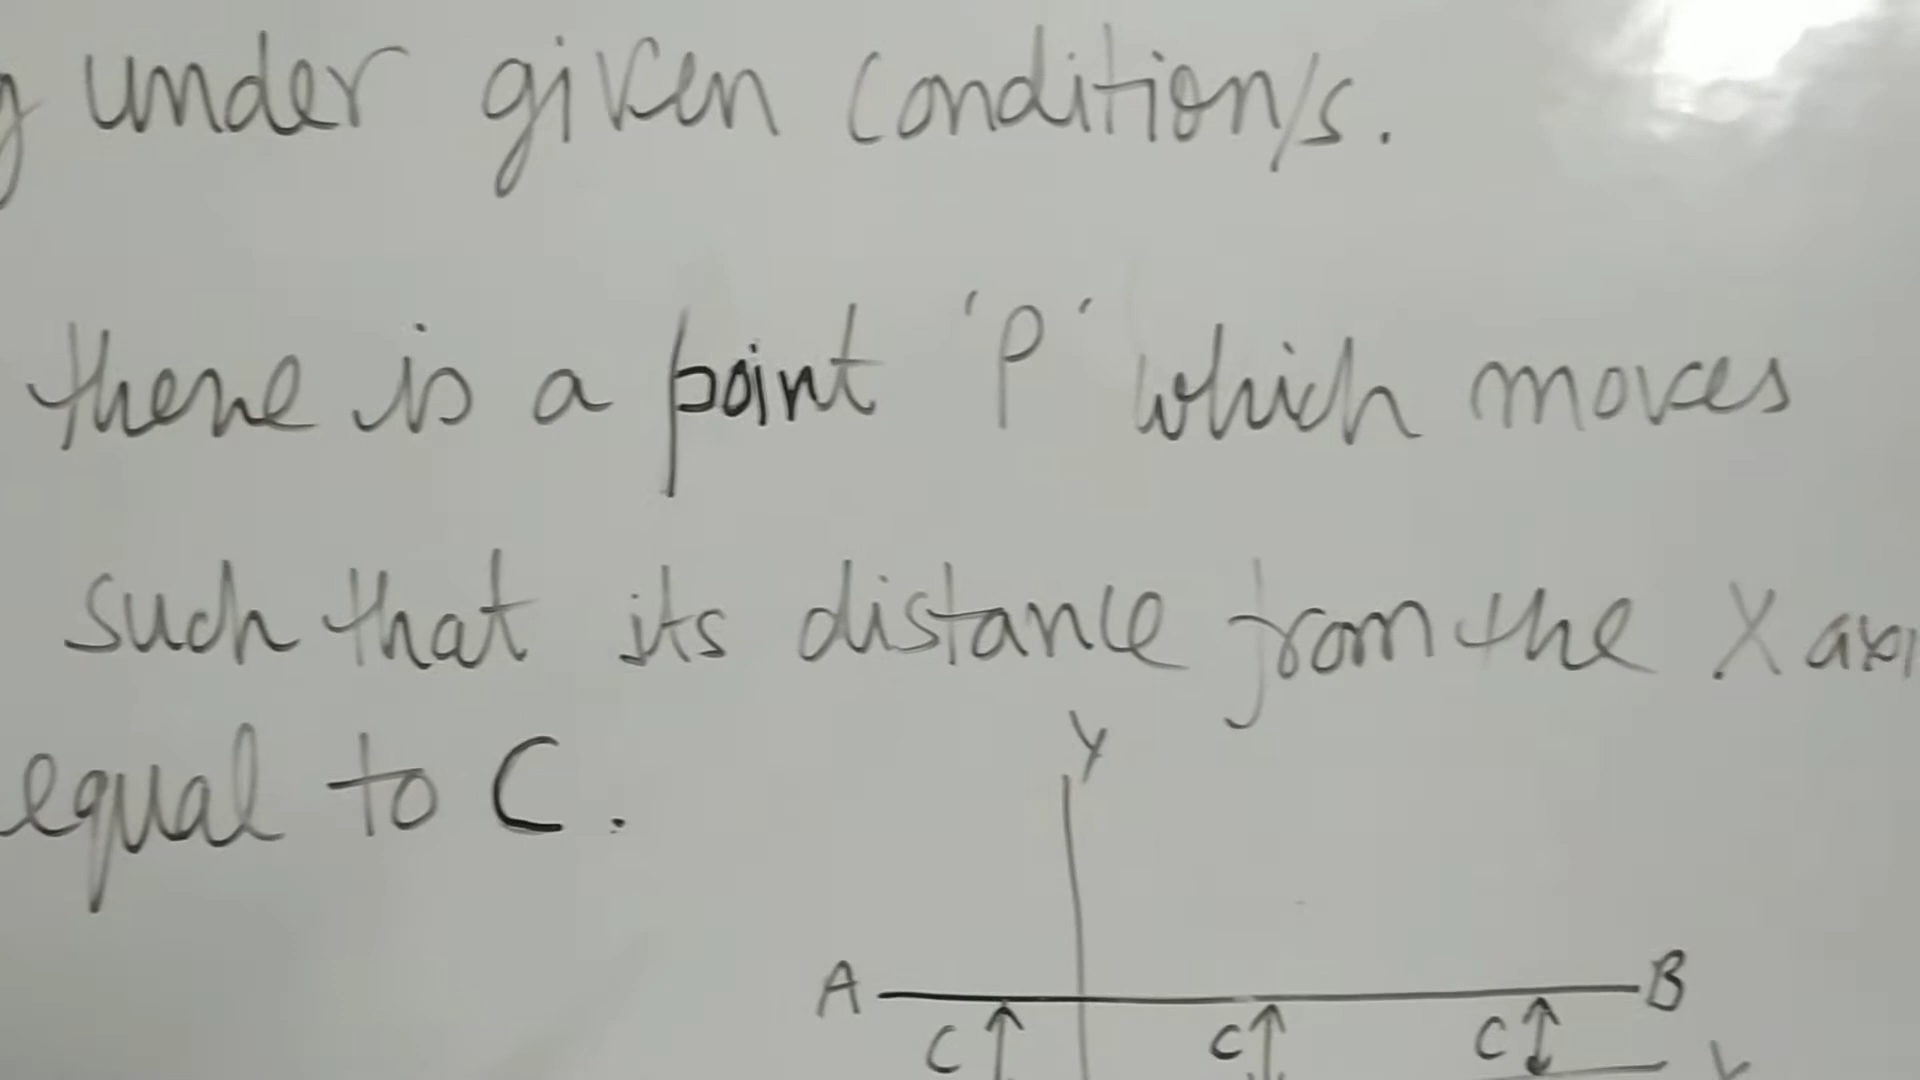 under given condition/s.
there is a point 'P' which moves
such that its distance from the X axi
equal to C.
Y
A B
C C C